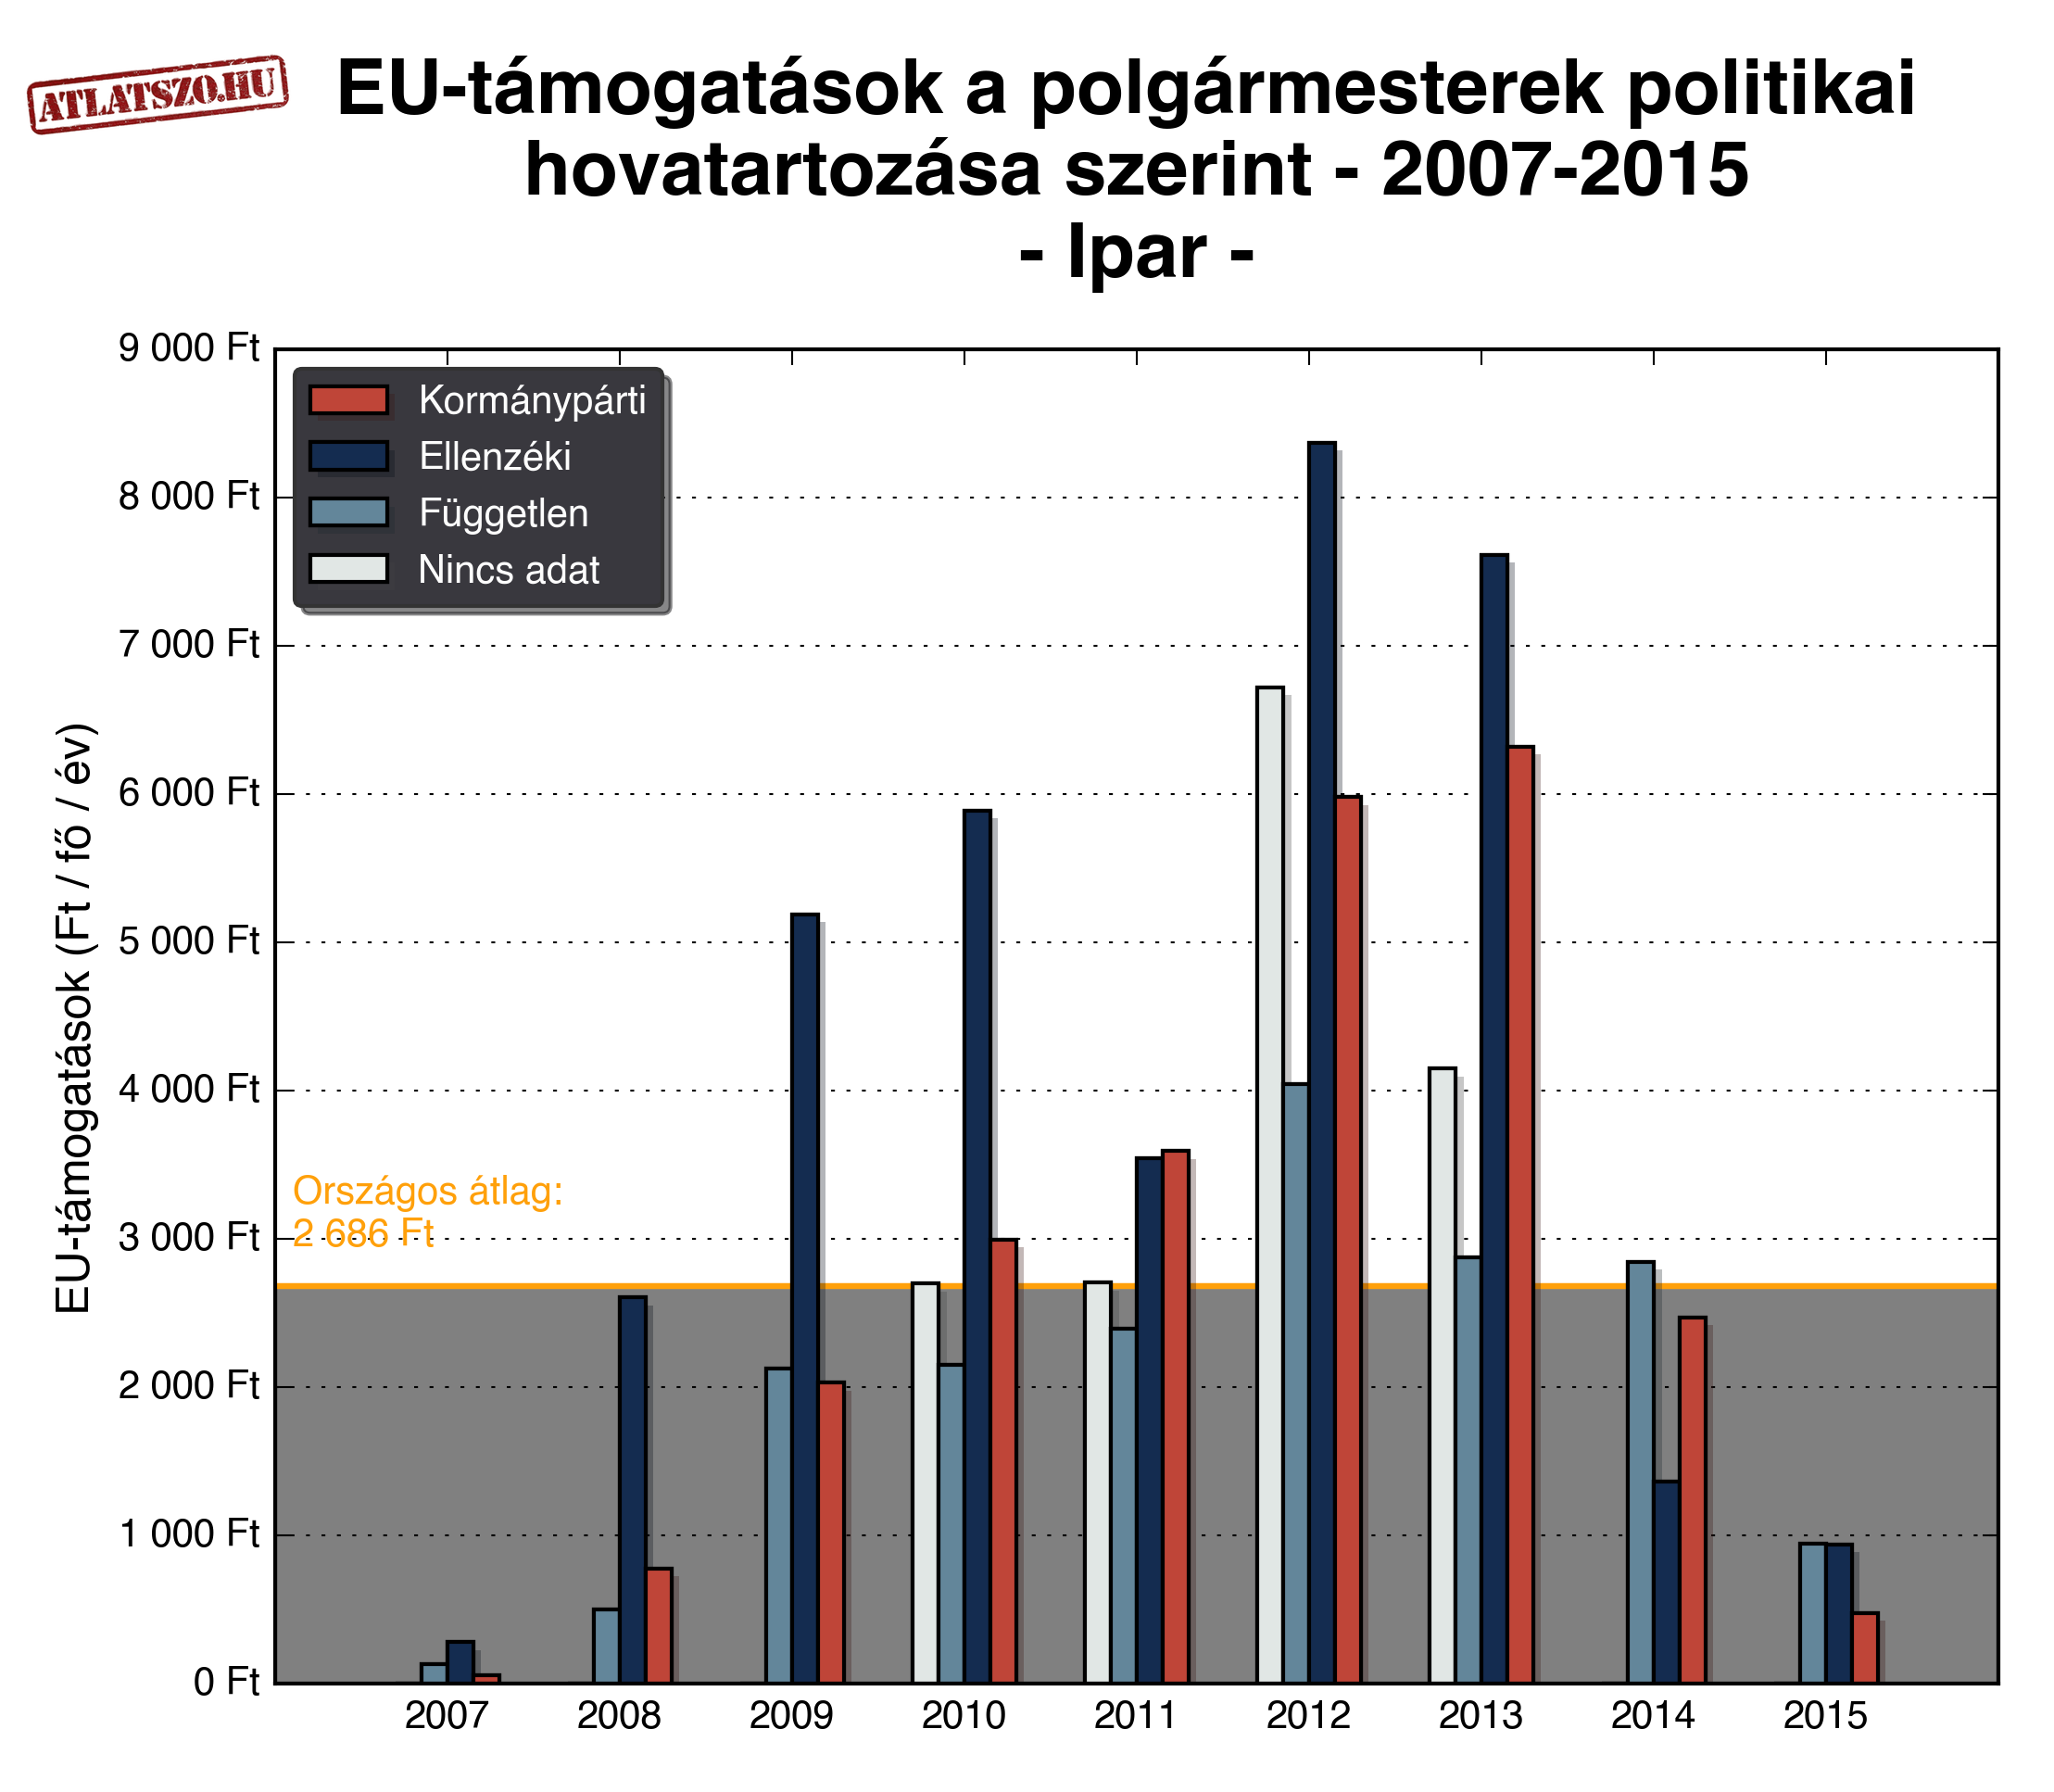 ATLATSZO.HU
EU-támogatások a polgármesterek politikai
hovatartozása szerint - 2007-2015
- Ipar -
9 000 Ft
8 000 Ft
7 000 Ft
6 000 Ft
5 000 Ft
4 000 Ft
3 000 Ft
2 000 Ft
1 000 Ft
0 Ft
EU-támogatások (Ft / fő / év)
Kormánypárti
Ellenzéki
Független
Nincs adat
Országos átlag:
2 686 Ft
2007 2008 2009 2010 2011 2012 2013 2014 2015